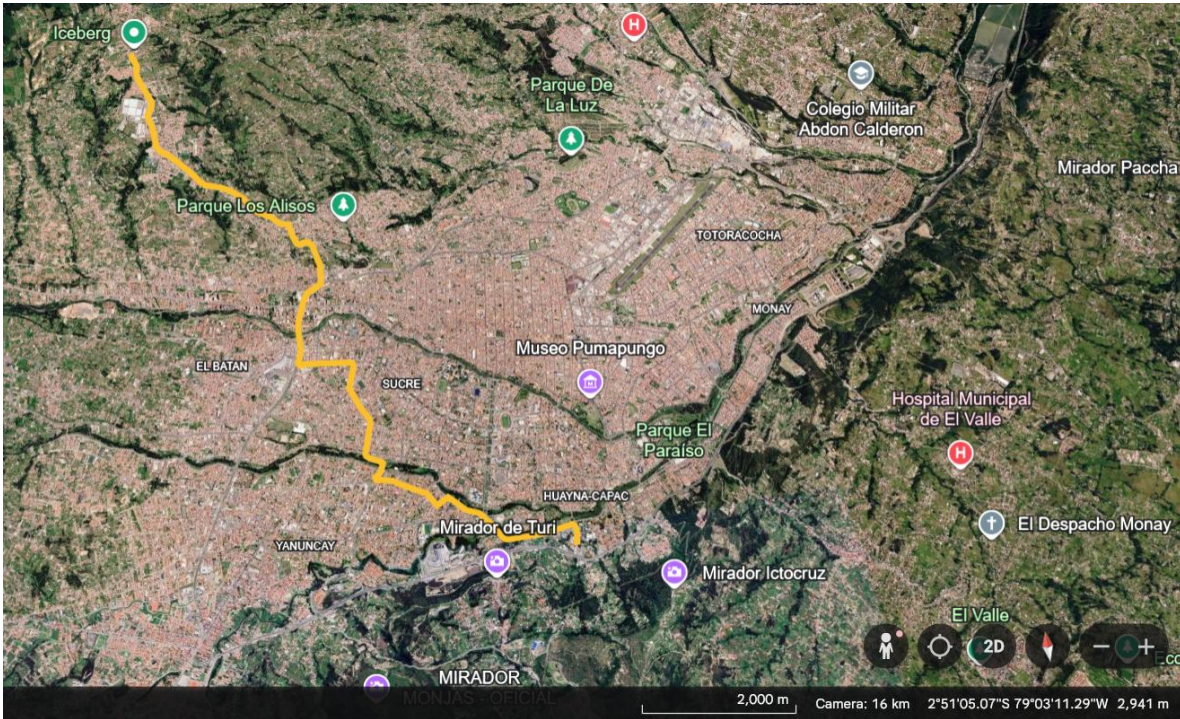 Iceberg
H
Parque De
La Luz
Colegio Militar
Abdon Calderon
Mirador Paccha
Parque Los Alisos
TOTORACOCHA
MONAY
Museo Pumapungo
M
EL BATAN
SUCRE
Hospital Municipal
de El Valle
H
Parque El
Paraíso
HUAYNA-CAPAC
Mirador de Turi
El Despacho Monay
YANUNCAY
Mirador Ictocruz
El Valle
2D
MIRADOR
MONJAS - OFICIAL
2,000 m
Camera: 16 km
2°51'05.07"S 79°03'11.29"W
2,941 m